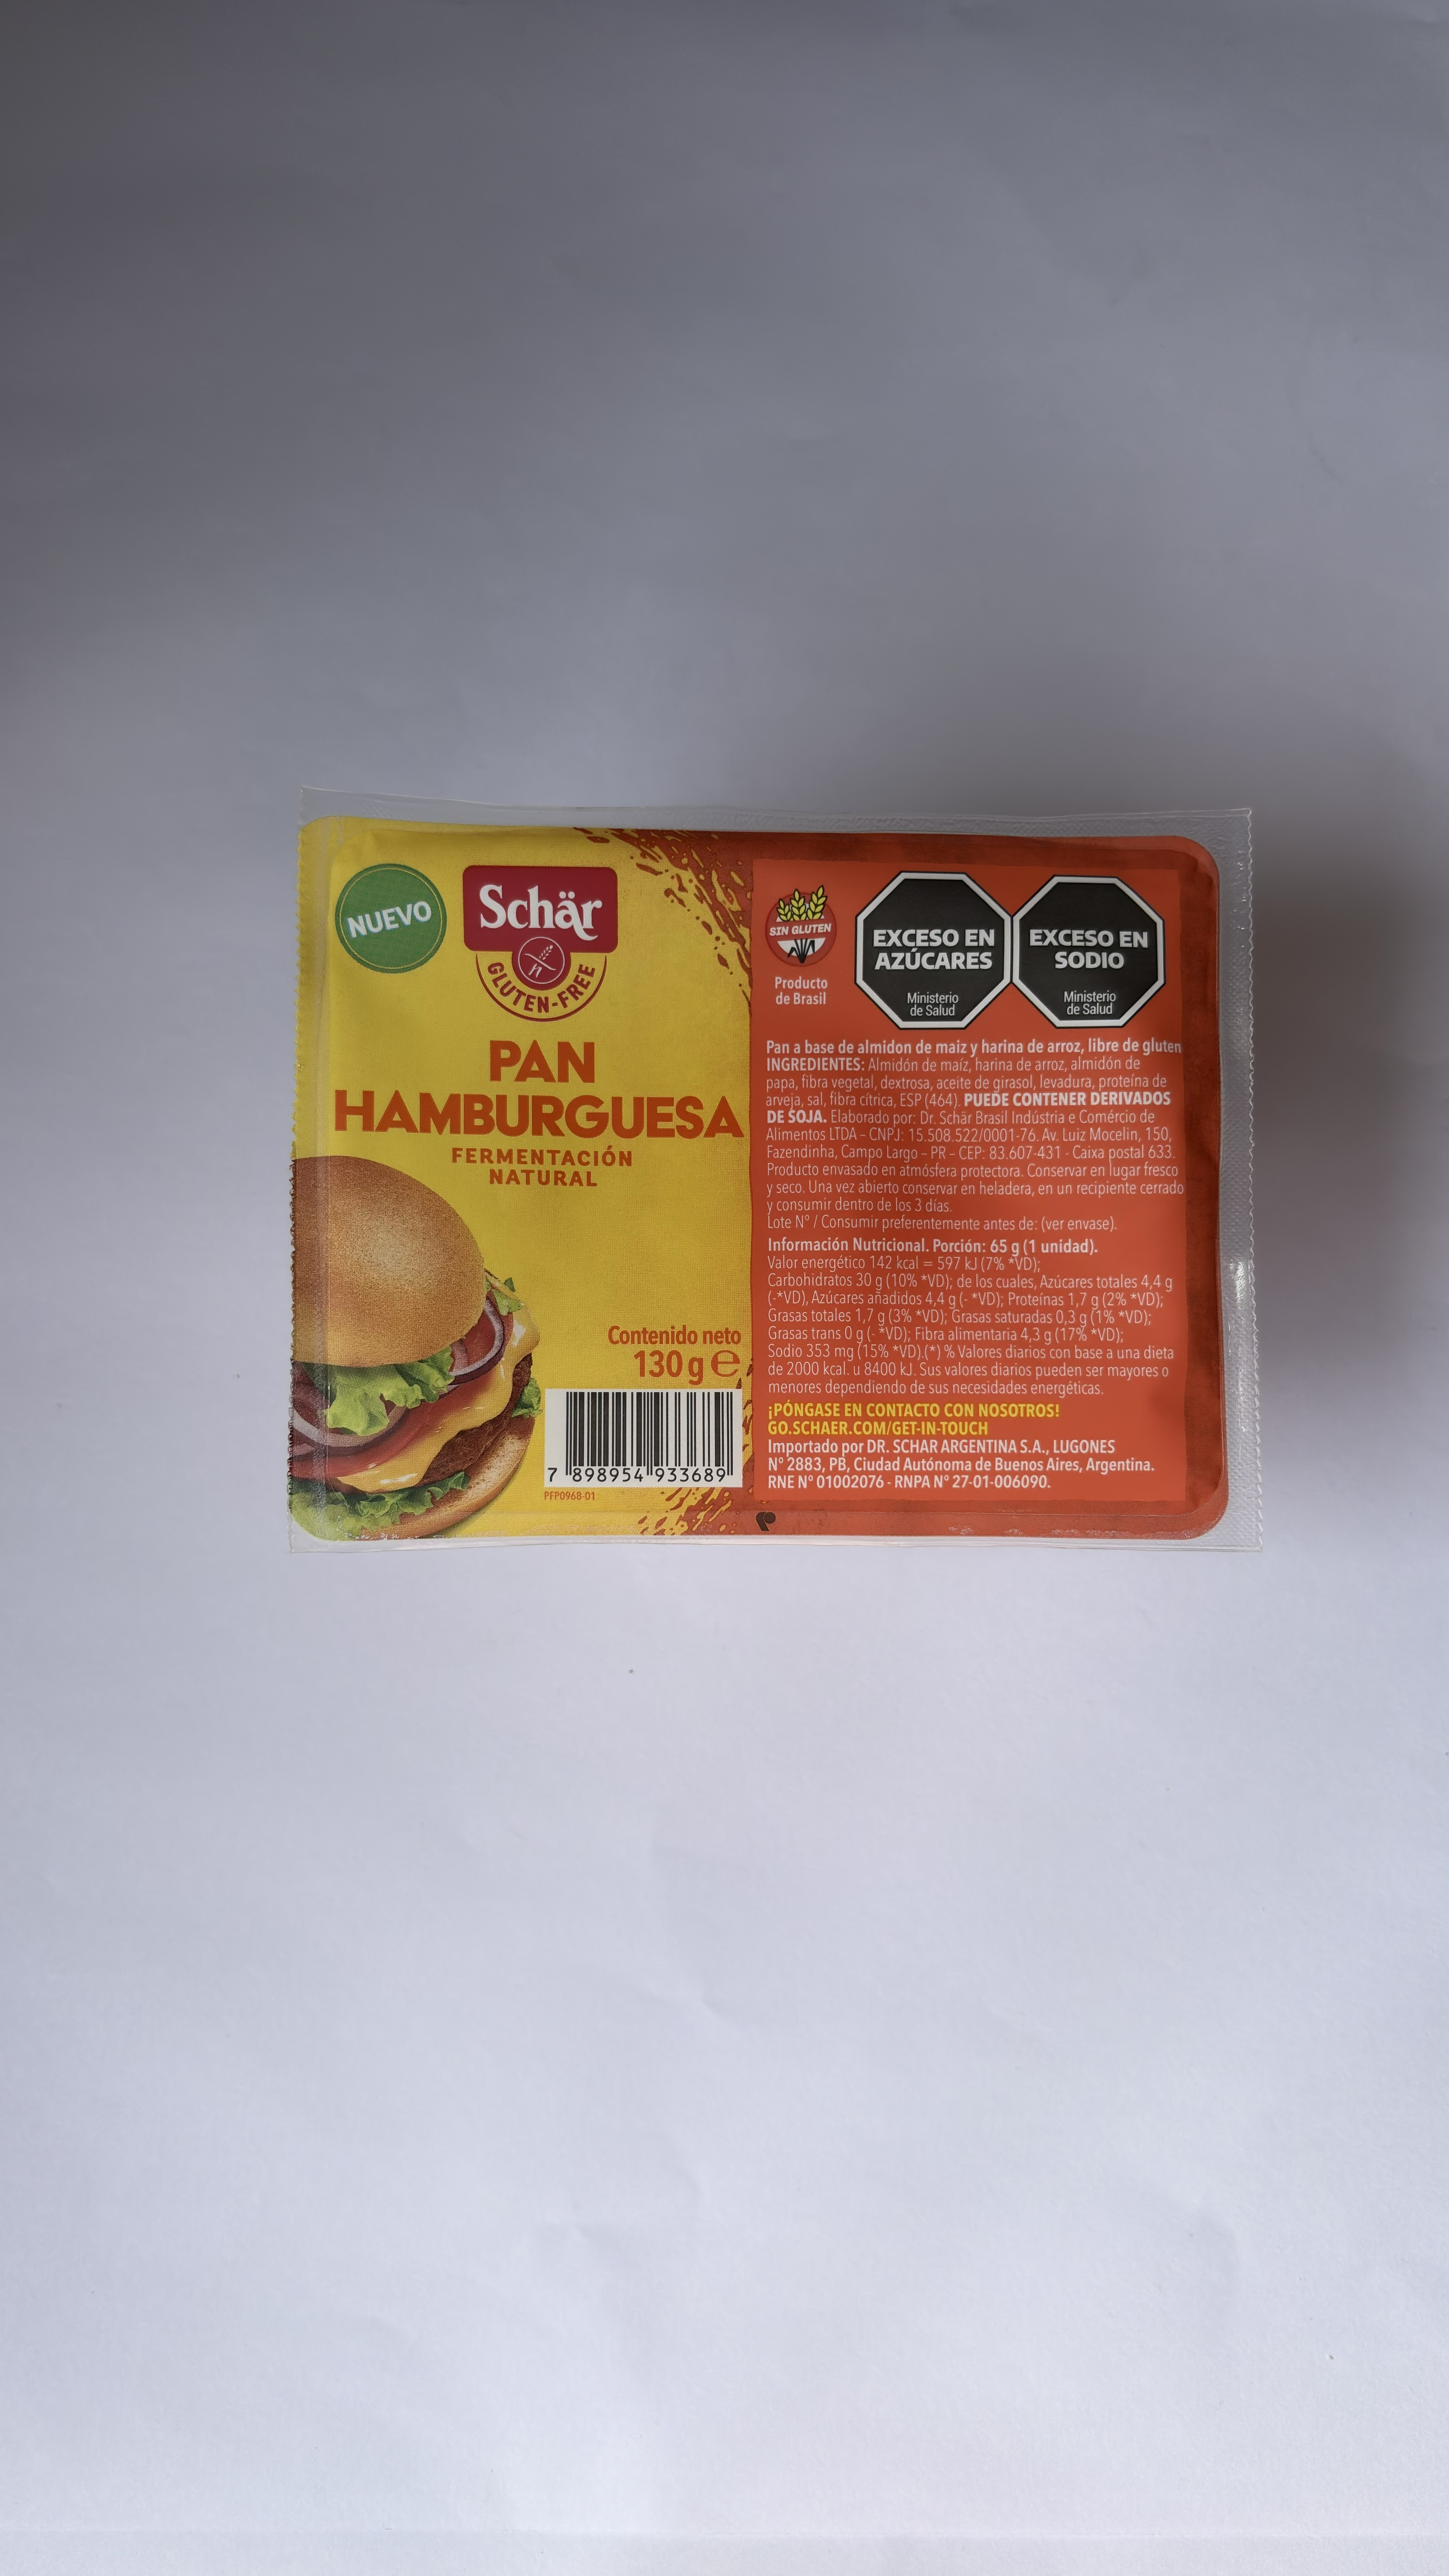 NUEVO
Schär
GLUTEN-FREE
PAN
HAMBURGUESA
FERMENTACIÓN
NATURAL
Contenido neto
130 g e
7 898954 933689
PFP0968-01
SIN GLUTEN
Producto
de Brasil
EXCESO EN
AZÚCARES
Ministerio
de Salud
EXCESO EN
SODIO
Ministerio
de Salud
Pan a base de almidon de maiz y harina de arroz, libre de gluten
INGREDIENTES: Almidón de maíz, harina de arroz, almidón de
papa, fibra vegetal, dextrosa, aceite de girasol, levadura, proteína de
arveja, sal, fibra cítrica, ESP (464). PUEDE CONTENER DERIVADOS
DE SOJA. Elaborado por: Dr. Schär Brasil Indústria e Comércio de
Alimentos LTDA – CNPJ: 15.508.522/0001-76. Av. Luiz Mocelin, 150,
Fazendinha, Campo Largo – PR – CEP: 83.607-431 - Caixa postal 633.
Producto envasado en atmósfera protectora. Conservar en lugar fresco
y seco. Una vez abierto conservar en heladera, en un recipiente cerrado
y consumir dentro de los 3 días.
Lote N° / Consumir preferentemente antes de: (ver envase).
Información Nutricional. Porción: 65 g (1 unidad).
Valor energético 142 kcal = 597 kJ (7% *VD);
Carbohidratos 30 g (10% *VD); de los cuales, Azúcares totales 4,4 g
(-*VD), Azúcares añadidos 4,4 g (- *VD); Proteínas 1,7 g (2% *VD);
Grasas totales 1,7 g (3% *VD); Grasas saturadas 0,3 g (1% *VD);
Grasas trans 0 g (- *VD); Fibra alimentaria 4,3 g (17% *VD);
Sodio 353 mg (15% *VD).(*) % Valores diarios con base a una dieta
de 2000 kcal. u 8400 kJ. Sus valores diarios pueden ser mayores o
menores dependiendo de sus necesidades energéticas.
¡PÓNGASE EN CONTACTO CON NOSOTROS!
GO.SCHAER.COM/GET-IN-TOUCH
Importado por DR. SCHAR ARGENTINA S.A., LUGONES
N° 2883, PB, Ciudad Autónoma de Buenos Aires, Argentina.
RNE N° 01002076 - RNPA N° 27-01-006090.